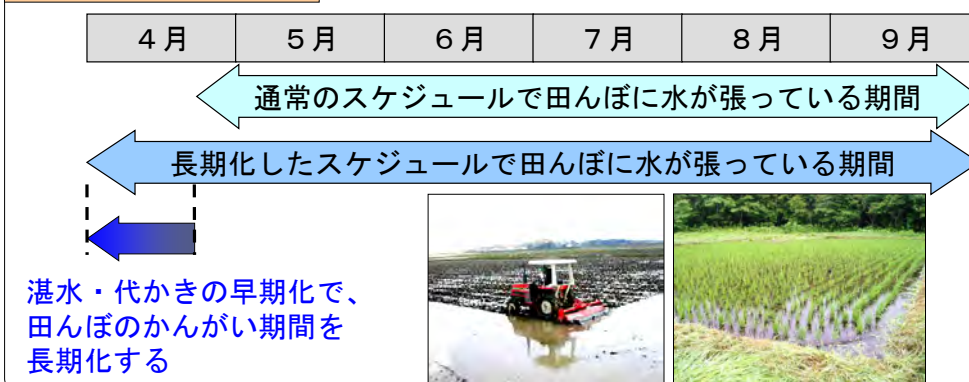 4月 5月 6月 7月 8月 9月
通常のスケジュールで田んぼに水が張っている期間
長期化したスケジュールで田んぼに水が張っている期間
湛水・代かきの早期化で、
田んぼのかんがい期間を
長期化する